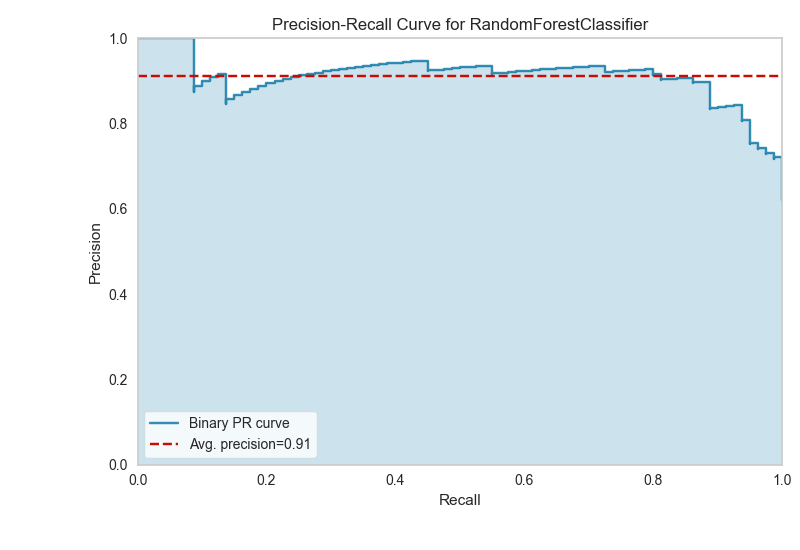 Precision-Recall Curve for RandomForestClassifier
1.0
0.8
0.6
0.4
0.2
0.0
Precision
Binary PR curve
Avg. precision=0.91
0.0 0.2 0.4 0.6 0.8 1.0
Recall